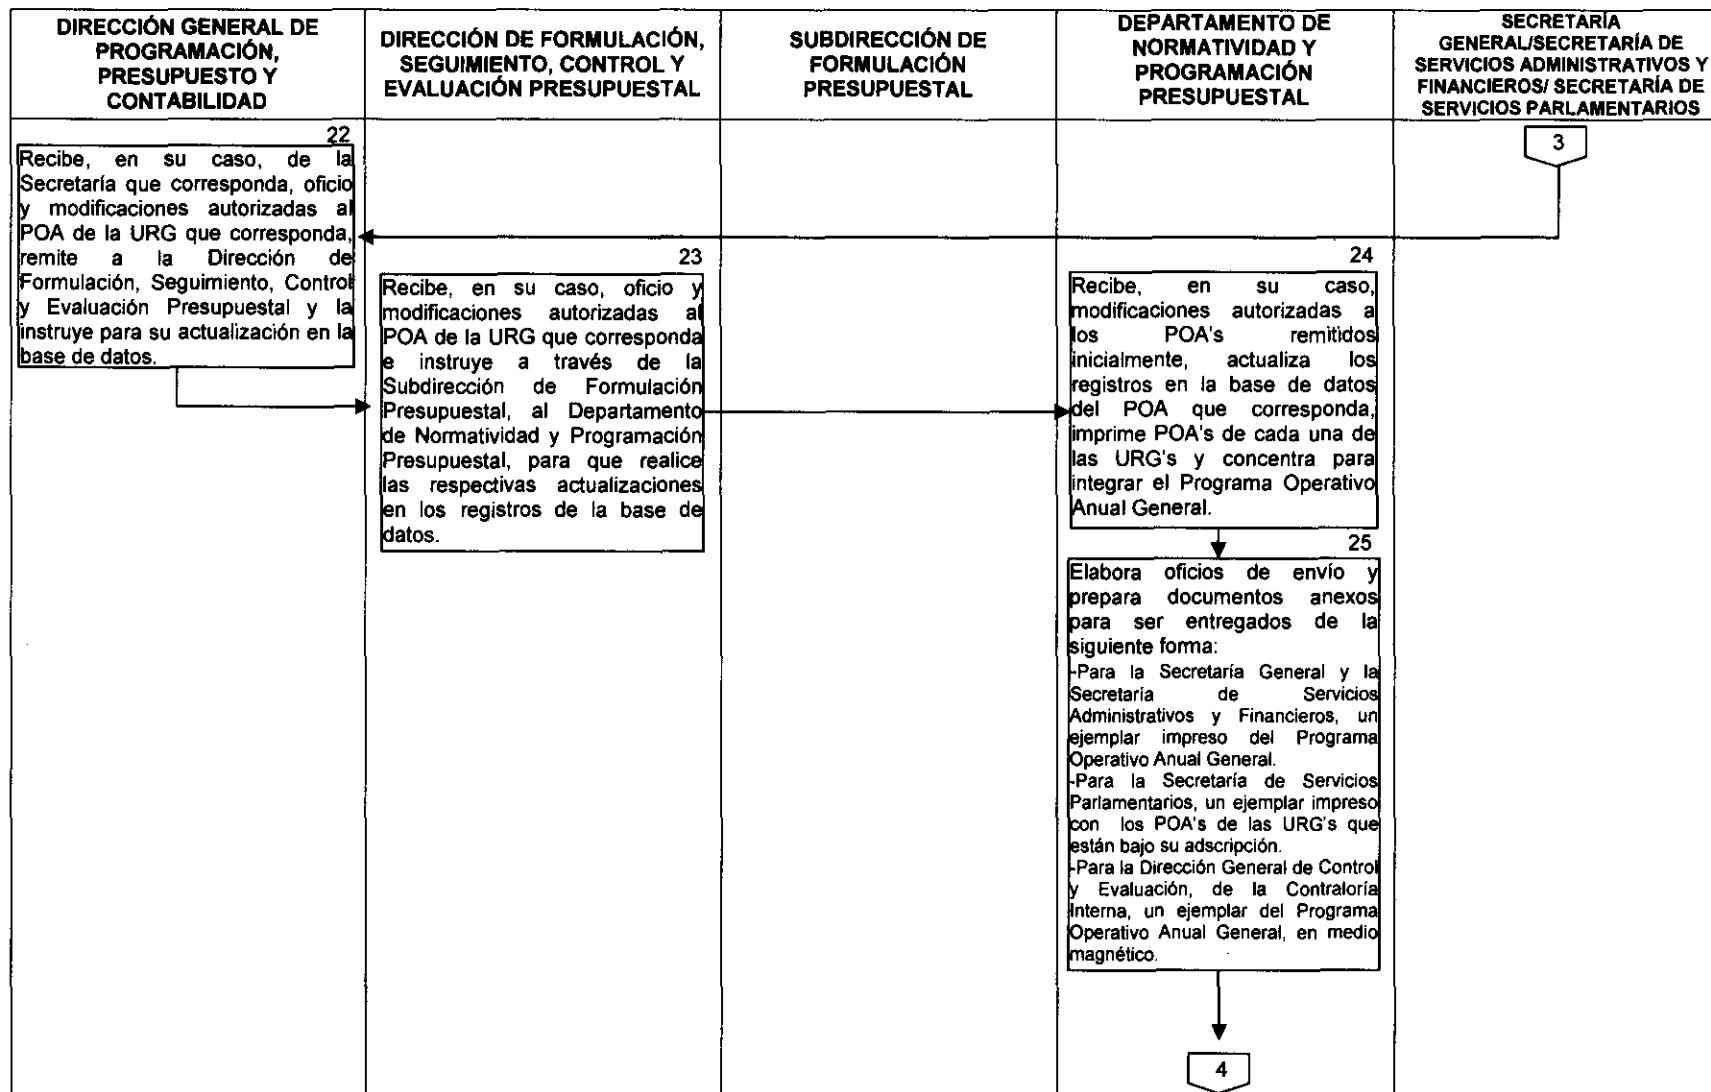 DIRECCIÓN GENERAL DE
PROGRAMACIÓN,
PRESUPUESTO Y
CONTABILIDAD
DIRECCIÓN DE FORMULACIÓN,
SEGUIMIENTO, CONTROL Y
EVALUACIÓN PRESUPUESTAL
SUBDIRECCIÓN DE
FORMULACIÓN
PRESUPUESTAL
DEPARTAMENTO DE
NORMATIVIDAD Y
PROGRAMACIÓN
PRESUPUESTAL
SECRETARÍA
GENERAL/SECRETARÍA DE
SERVICIOS ADMINISTRATIVOS Y
FINANCIEROS/ SECRETARÍA DE
SERVICIOS PARLAMENTARIOS
3
22
Recibe, en su caso, de la
Secretaría que corresponda, oficio
y modificaciones autorizadas al
POA de la URG que corresponda,
remite a la Dirección de
Formulación, Seguimiento, Control
y Evaluación Presupuestal y la
instruye para su actualización en la
base de datos.
23
Recibe, en su caso, oficio y
modificaciones autorizadas al
POA de la URG que corresponda
e instruye a través de la
Subdirección de Formulación
Presupuestal, al Departamento
de Normatividad y Programación
Presupuestal, para que realice
las respectivas actualizaciones
en los registros de la base de
datos.
24
Recibe, en su caso,
modificaciones autorizadas a
los POA's remitidos
inicialmente, actualiza los
registros en la base de datos
del POA que corresponda,
imprime POA's de cada una de
las URG's y concentra para
integrar el Programa Operativo
Anual General.
25
Elabora oficios de envío y
prepara documentos anexos
para ser entregados de la
siguiente forma:
-Para la Secretaría General y la
Secretaría de Servicios
Administrativos y Financieros, un
ejemplar impreso del Programa
Operativo Anual General.
-Para la Secretaría de Servicios
Parlamentarios, un ejemplar impreso
con los POA's de las URG's que
están bajo su adscripción.
-Para la Dirección General de Control
y Evaluación, de la Contraloría
Interna, un ejemplar del Programa
Operativo Anual General, en medio
magnético.
4